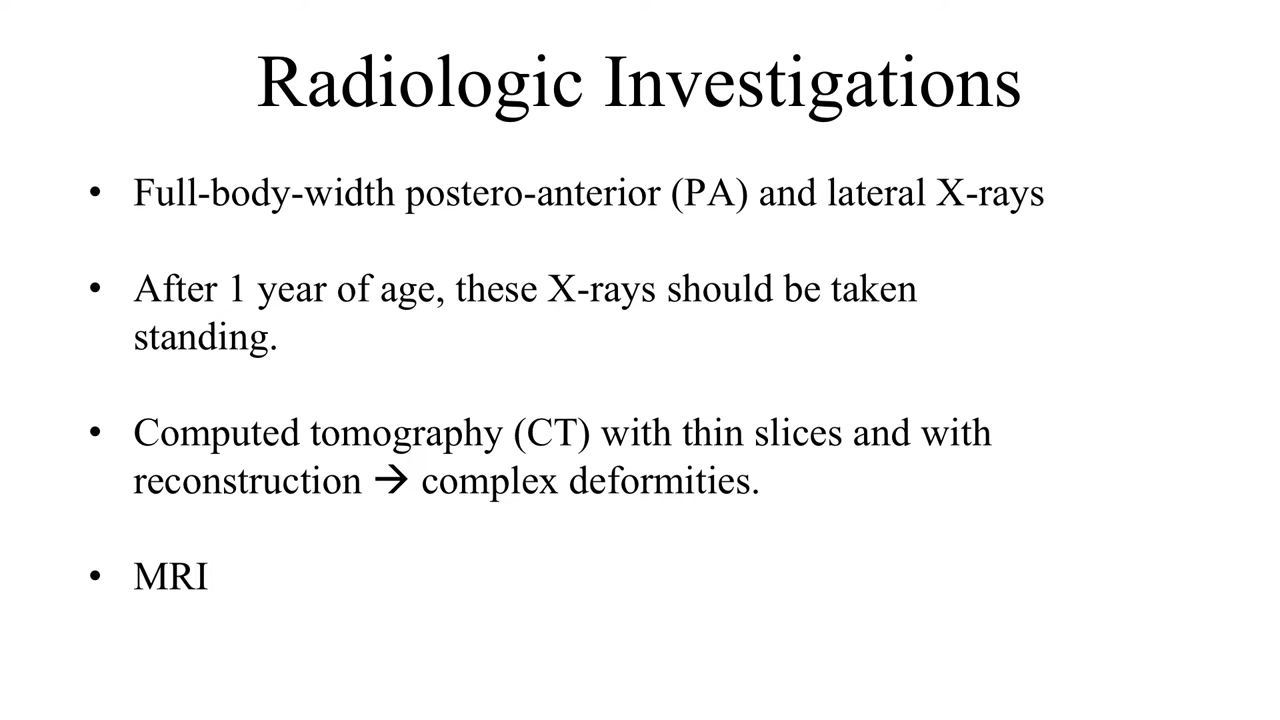 Radiologic Investigations
• Full-body-width postero-anterior (PA) and lateral X-rays
• After 1 year of age, these X-rays should be taken
standing.
• Computed tomography (CT) with thin slices and with
reconstruction → complex deformities.
• MRI